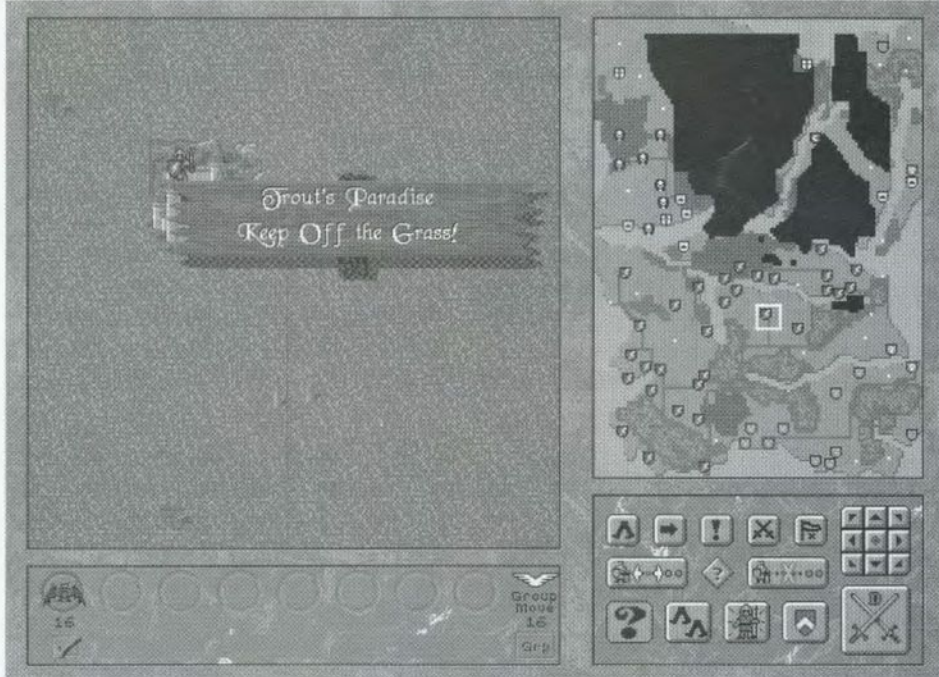 Trout's Paradise
Keep Off the Grass!
16
Group
Move
16
Grp
D